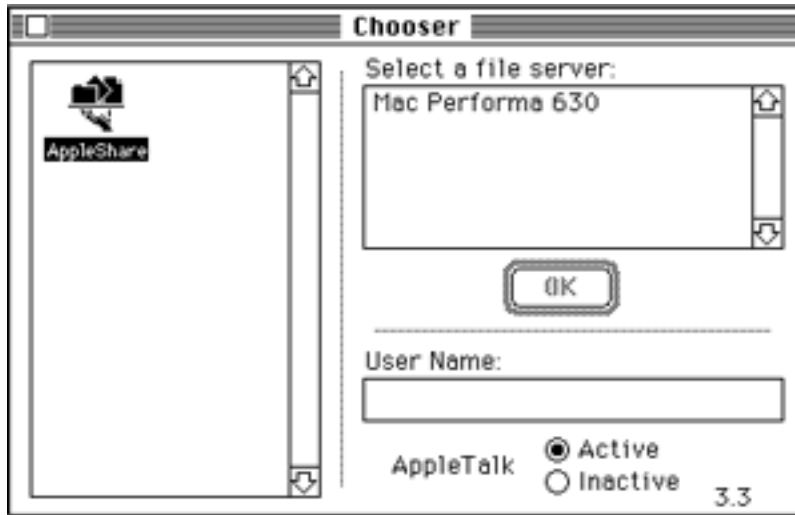 Chooser
AppleShare
Select a file server:
Mac Performa 630
OK
User Name:
AppleTalk
Active
Inactive
3.3